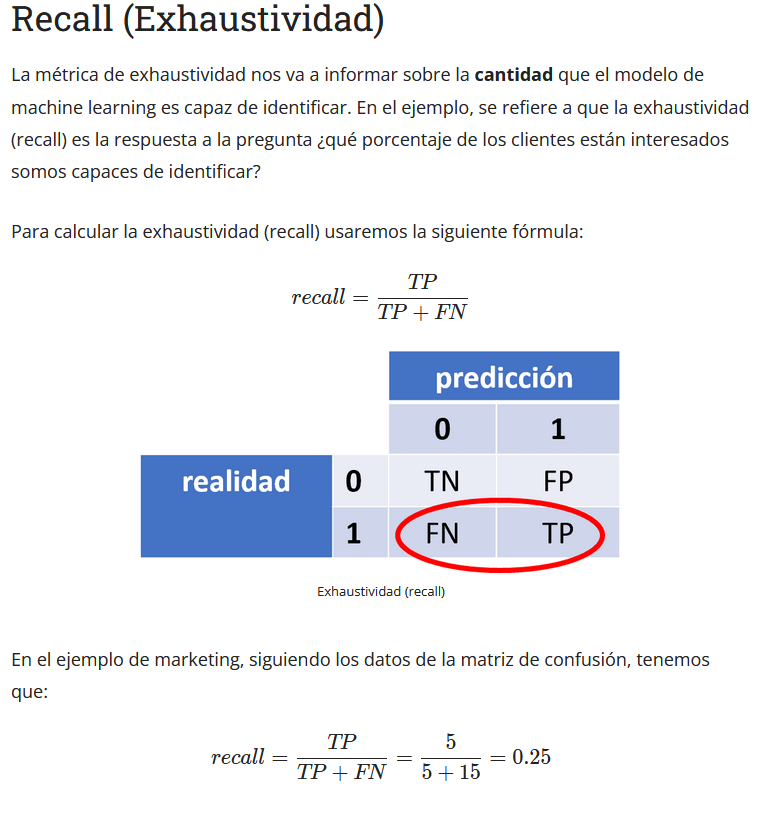 Recall (Exhaustividad)
La métrica de exhaustividad nos va a informar sobre la cantidad que el modelo de
machine learning es capaz de identificar. En el ejemplo, se refiere a que la exhaustividad
(recall) es la respuesta a la pregunta ¿qué porcentaje de los clientes están interesados
somos capaces de identificar?
Para calcular la exhaustividad (recall) usaremos la siguiente fórmula:
recall = TP / TP + FN
predicción
0 1
realidad 0 TN FP
1 FN TP
Exhaustividad (recall)
En el ejemplo de marketing, siguiendo los datos de la matriz de confusión, tenemos
que:
recall = TP / TP + FN = 5 / 5 + 15 = 0.25